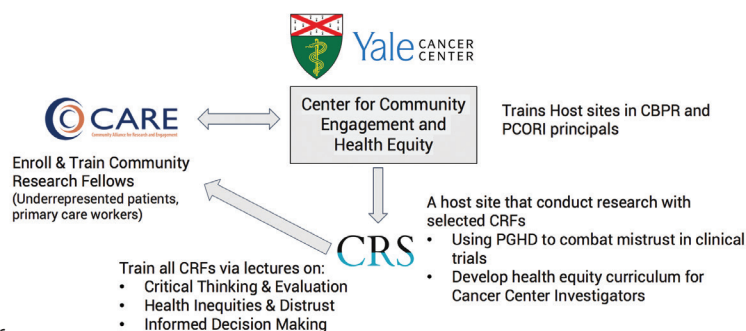 Yale CANCER
CENTER
CARE
Community Alliance for Research and Engagement
Center for Community
Engagement and
Health Equity
Trains Host sites in CBPR and
PCORI principals
Enroll & Train Community
Research Fellows
(Underrepresented patients,
primary care workers)
CRS
A host site that conduct research with
selected CRFs
• Using PGHD to combat mistrust in clinical
trials
• Develop health equity curriculum for
Cancer Center Investigators
Train all CRFs via lectures on:
• Critical Thinking & Evaluation
• Health Inequities & Distrust
• Informed Decision Making